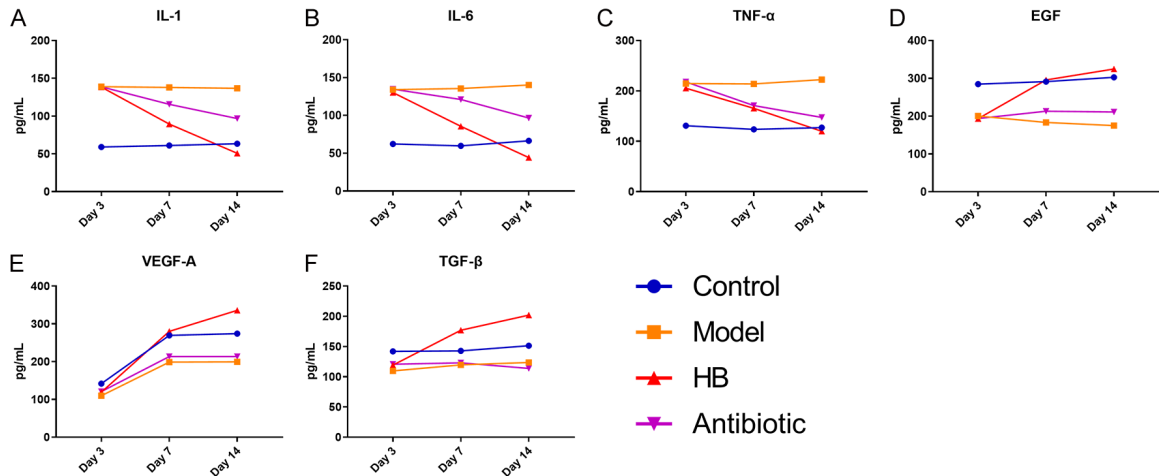 A
IL-1
200
150
100
50
0
pg/mL
Day 3
Day 7
Day 14
B
IL-6
200
150
100
50
0
pg/mL
Day 3
Day 7
Day 14
C
TNF-α
300
200
100
0
pg/mL
Day 3
Day 7
Day 14
D
EGF
400
300
200
100
0
pg/mL
Day 3
Day 7
Day 14
E
VEGF-A
400
300
200
100
0
pg/mL
Day 3
Day 7
Day 14
F
TGF-β
250
200
150
100
50
0
pg/mL
Day 3
Day 7
Day 14
Control
Model
HB
Antibiotic